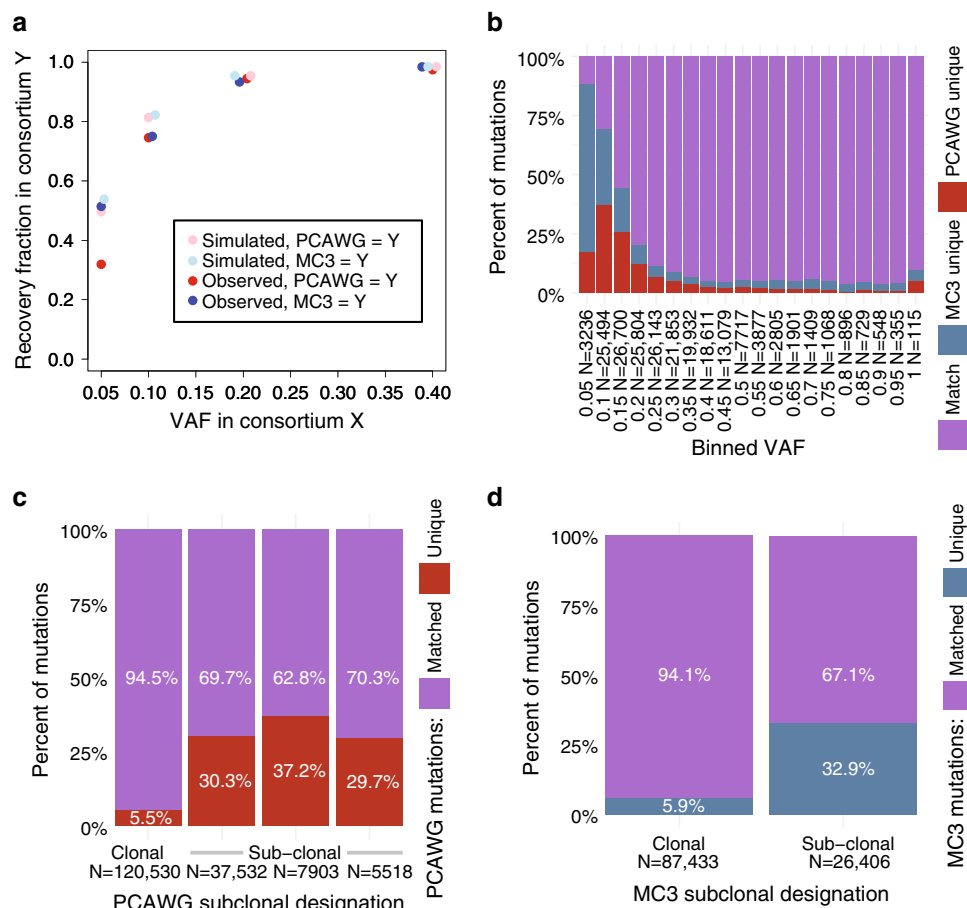 a
Recovery fraction in consortium Y
1.0
0.8
0.6
0.4
0.2
0.0
Simulated, PCAWG = Y
Simulated, MC3 = Y
Observed, PCAWG = Y
Observed, MC3 = Y
0.05 0.10 0.15 0.20 0.25 0.30 0.35 0.40
VAF in consortium X
b
Percent of mutations
100%
75%
50%
25%
0%
0.05 N=3236
0.1 N=25,494
0.15 N=26,700
0.2 N=25,804
0.25 N=26,143
0.3 N=21,853
0.35 N=19,932
0.4 N=18,611
0.45 N=13,079
0.5 N=7717
0.55 N=3877
0.6 N=2805
0.65 N=1901
0.7 N=1409
0.75 N=1068
0.8 N=896
0.85 N=729
0.9 N=548
0.95 N=355
1 N=115
Binned VAF
Match MC3 unique PCAWG unique
c
Percent of mutations
100%
75%
50%
25%
0%
94.5% 69.7% 62.8% 70.3%
5.5% 30.3% 37.2% 29.7%
Clonal Sub-clonal
N=120,530 N=37,532 N=7903 N=5518
PCAWG subclonal designation
PCAWG mutations: Matched Unique
d
Percent of mutations
100%
75%
50%
25%
0%
94.1% 67.1%
5.9% 32.9%
Clonal Sub-clonal
N=87,433 N=26,406
MC3 subclonal designation
MC3 mutations: Matched Unique